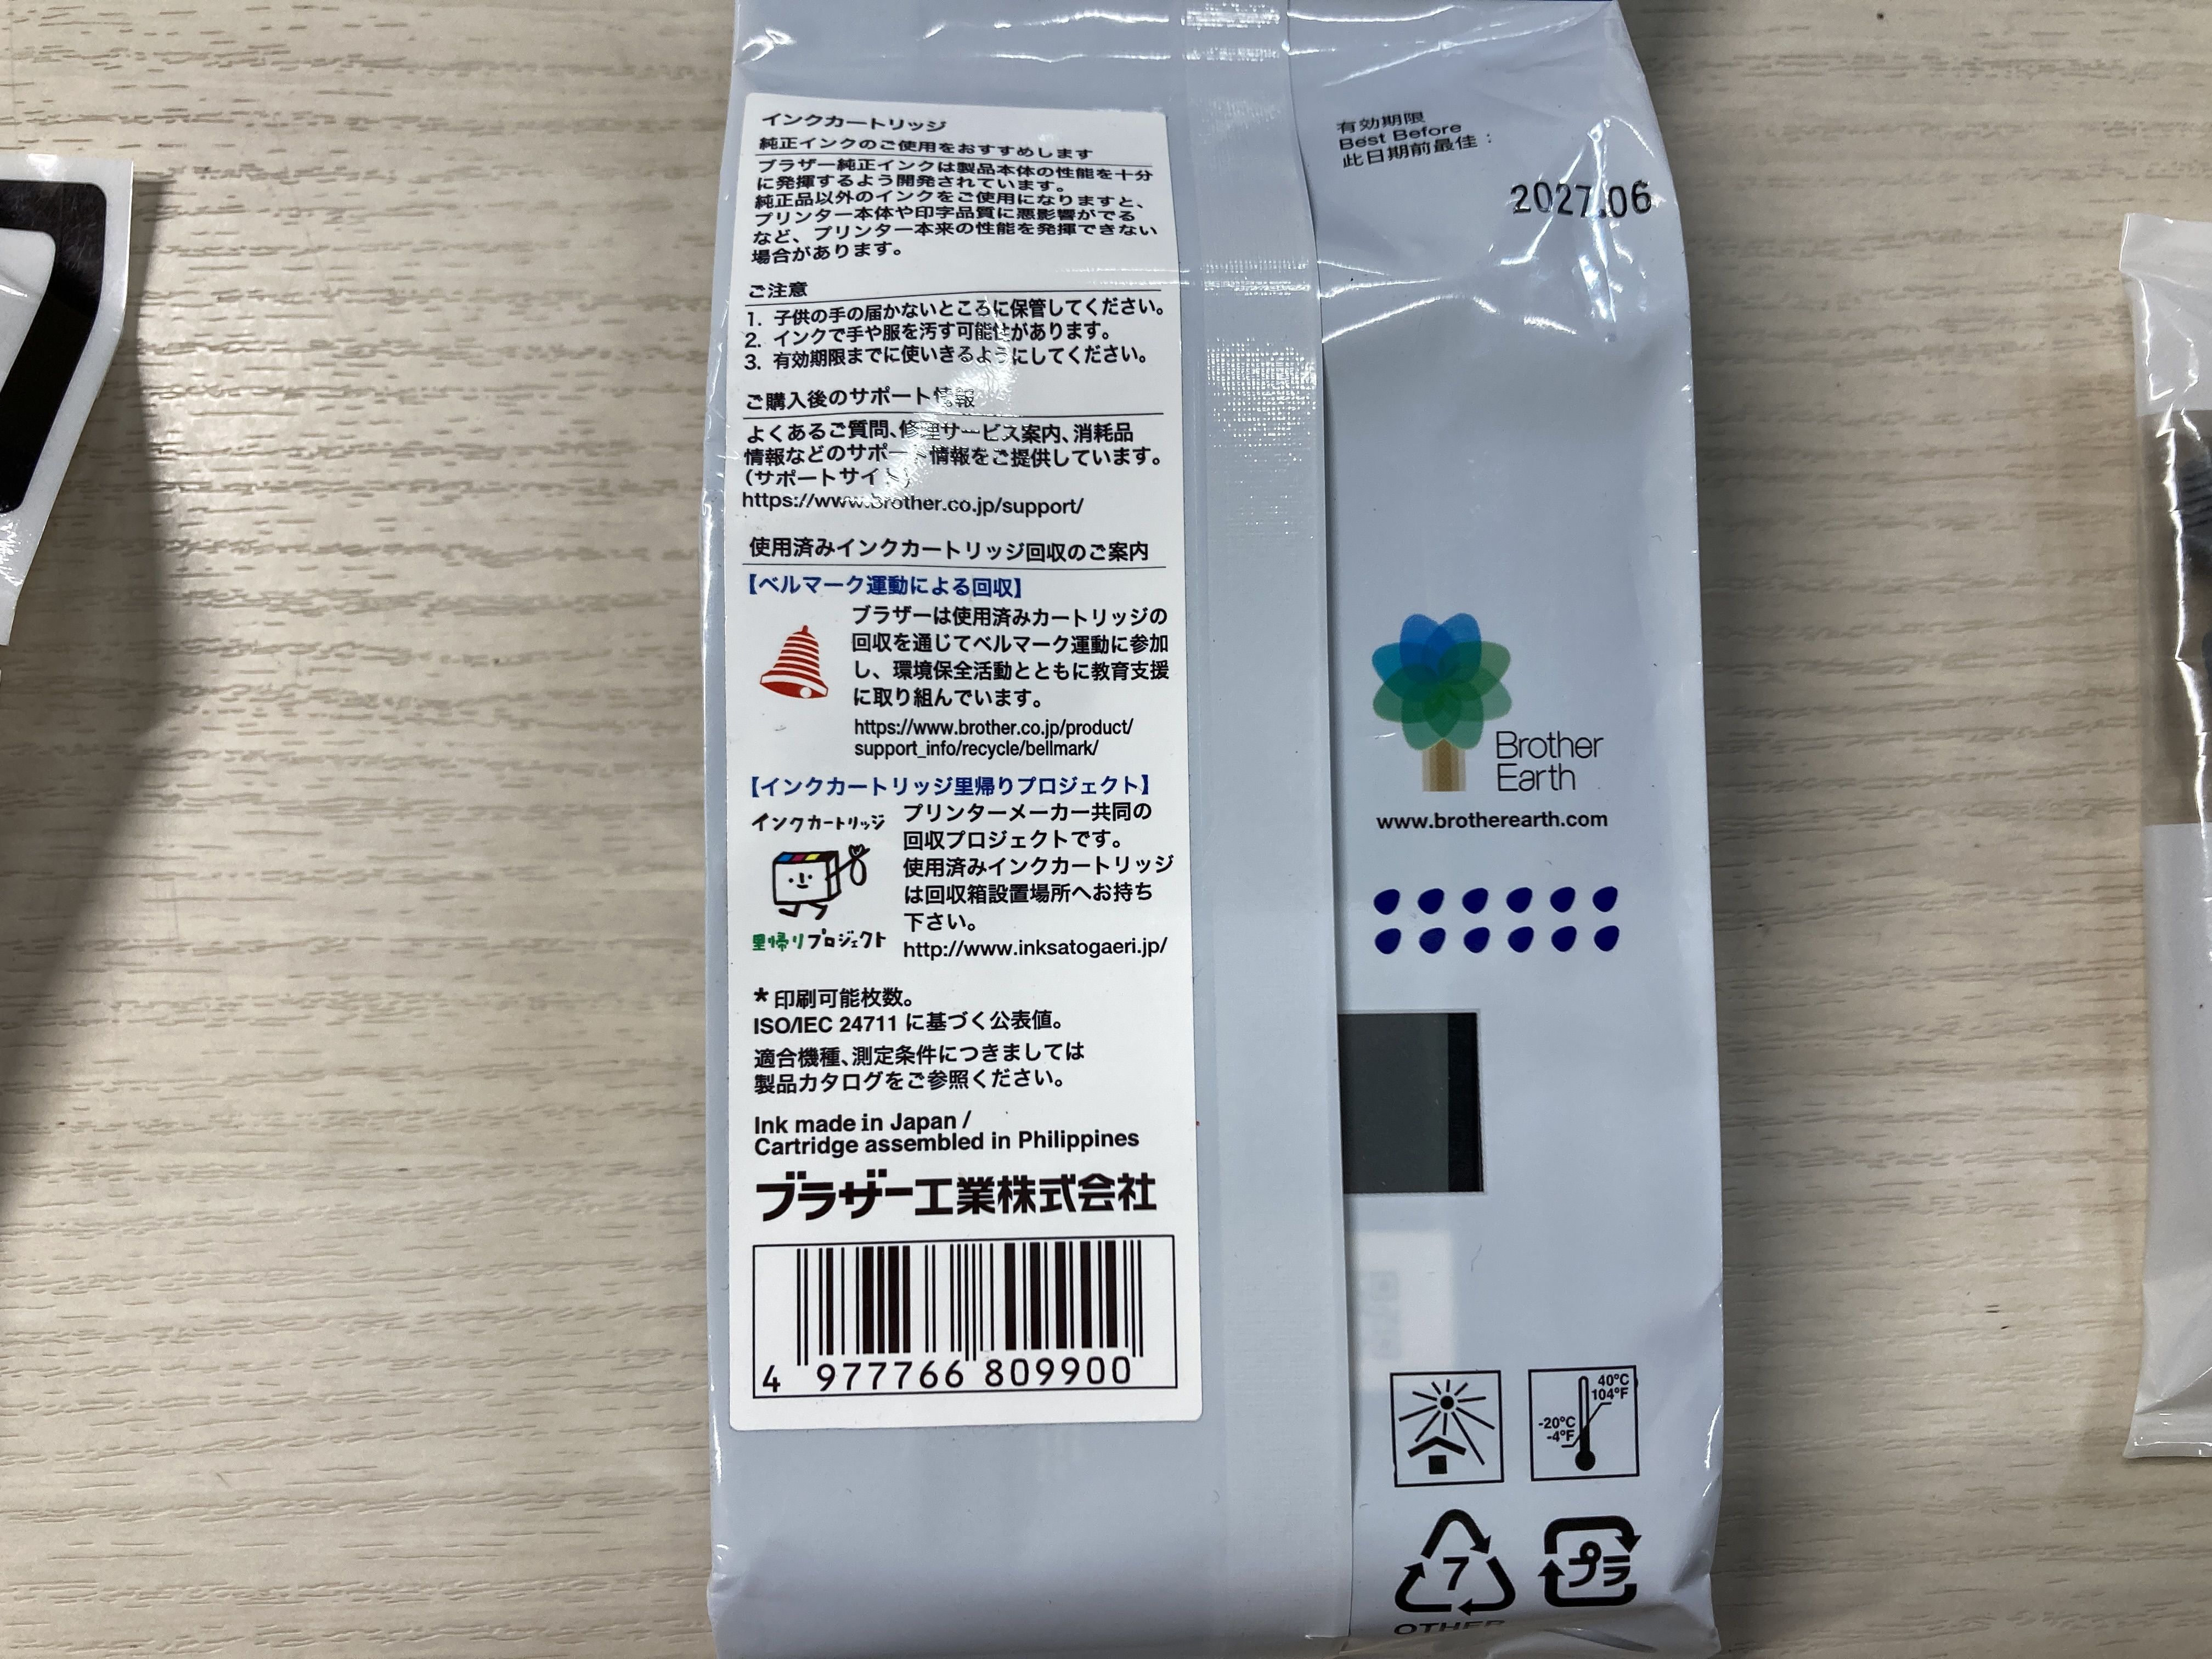 インクカートリッジ
純正インクのご使用をおすすめします
ブラザー純正インクは製品本体の性能を十分
に発揮するよう開発されています。
純正品以外のインクをご使用になりますと、
プリンター本体や印字品質に悪影響がでる
など、プリンター本来の性能を発揮できない
場合があります。
ご注意
1. 子供の手の届かないところに保管してください。
2. インクで手や服を汚す可能性があります。
3. 有効期限までに使いきるようにしてください。
ご購入後のサポート情報
よくあるご質問、修理サービス案内、消耗品
情報などのサポート情報をご提供しています。
（サポートサイト）
https://www.brother.co.jp/support/
使用済みインクカートリッジ回収のご案内
【ベルマーク運動による回収】
ブラザーは使用済みカートリッジの
回収を通じてベルマーク運動に参加
し、環境保全活動とともに教育支援
に取り組んでいます。
https://www.brother.co.jp/product/
support_info/recycle/bellmark/
【インクカートリッジ里帰りプロジェクト】
インクカートリッジ
里帰りプロジェクト
プリンターメーカー共同の
回収プロジェクトです。
使用済みインクカートリッジ
は回収箱設置場所へお持ち
下さい。
http://www.inksatogaeri.jp/
*印刷可能枚数。
ISO/IEC 24711 に基づく公表値。
適合機種、測定条件につきましては
製品カタログをご参照ください。
Ink made in Japan /
Cartridge assembled in Philippines
ブラザー工業株式会社
4 977766 809900
有効期限
Best Before
此日期前最佳：
2027.06
Brother
Earth
www.brotherearth.com
40°C
104°F
-20°C
-4°F
7
プラ
OTHER